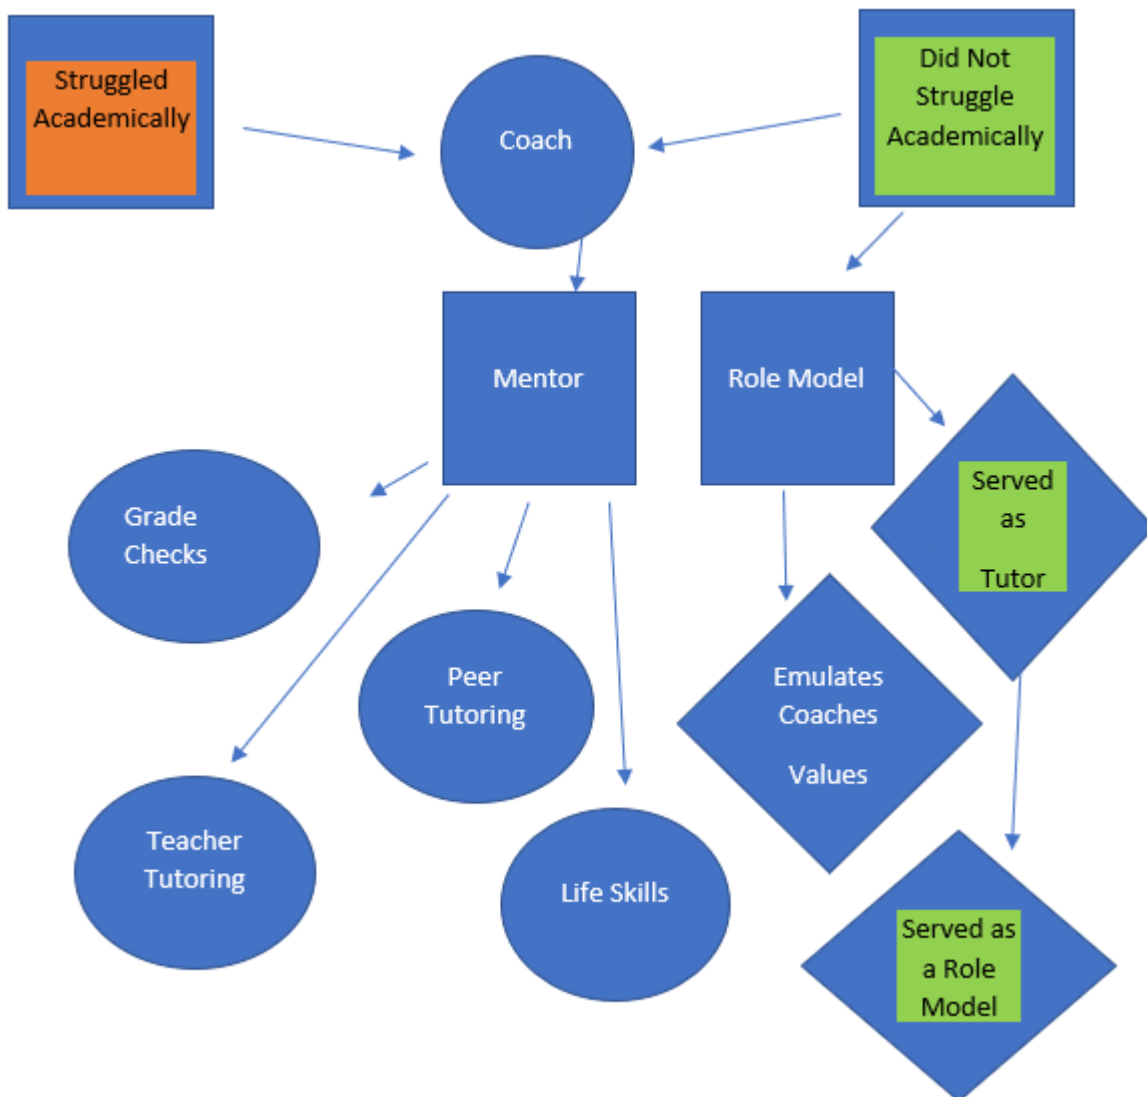 Struggled
Academically
Coach
Did Not
Struggle
Academically
Mentor
Role Model
Grade
Checks
Served
as
Tutor
Peer
Tutoring
Emulates
Coaches
Values
Teacher
Tutoring
Life Skills
Served as
a Role
Model